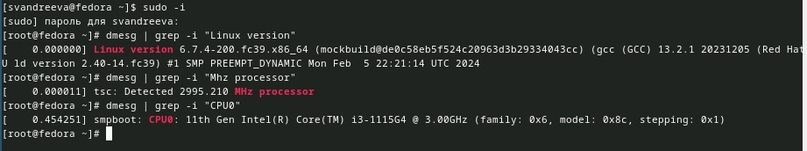 [svandreeva@fedora ~]$ sudo -i
[sudo] пароль для svandreeva:
[root@fedora ~]# dmesg | grep -i "Linux version"
[    0.000000] Linux version 6.7.4-200.fc39.x86_64 (mockbuild@de0c58eb5f524c20963d3b29334043cc) (gcc (GCC) 13.2.1 20231205 (Red Hat
U ld version 2.40-14.fc39) #1 SMP PREEMPT_DYNAMIC Mon Feb  5 22:21:14 UTC 2024
[root@fedora ~]# dmesg | grep -i "Mhz processor"
[    0.000011] tsc: Detected 2995.210 MHz processor
[root@fedora ~]# dmesg | grep -i "CPU0"
[    0.454251] smpboot: CPU0: 11th Gen Intel(R) Core(TM) i3-1115G4 @ 3.00GHz (family: 0x6, model: 0x8c, stepping: 0x1)
[root@fedora ~]#